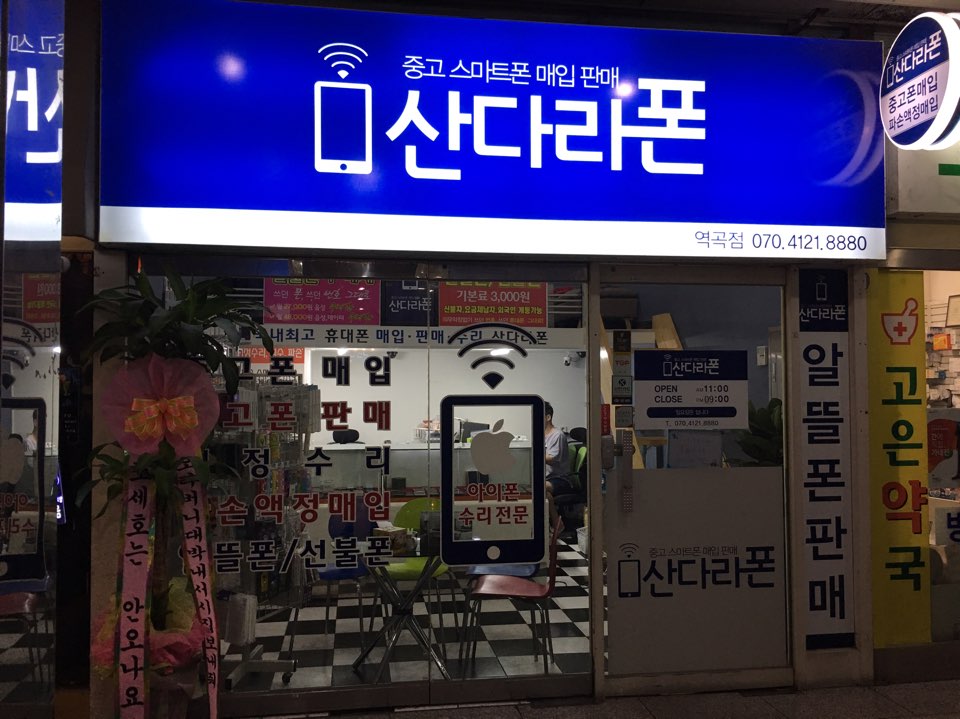 중고 스마트폰 매입 판매
산다라폰
역곡점 070.4121.8880
산다라폰
중고폰매입
파손액정매입
기본료 3,000원
내최고 휴대폰 매입·판매 수리 산다라폰
고폰매입
고폰판매
정수리
손액정매입
뜰폰/선불폰
아이폰
수리전문
산다라폰
OPEN AM 11:00
CLOSE PM 09:00
T. 070.4121.8880
중고 스마트폰 매입 판매
산다라폰
산다라폰
알뜰폰판매
고은약국
세호는 안오나요